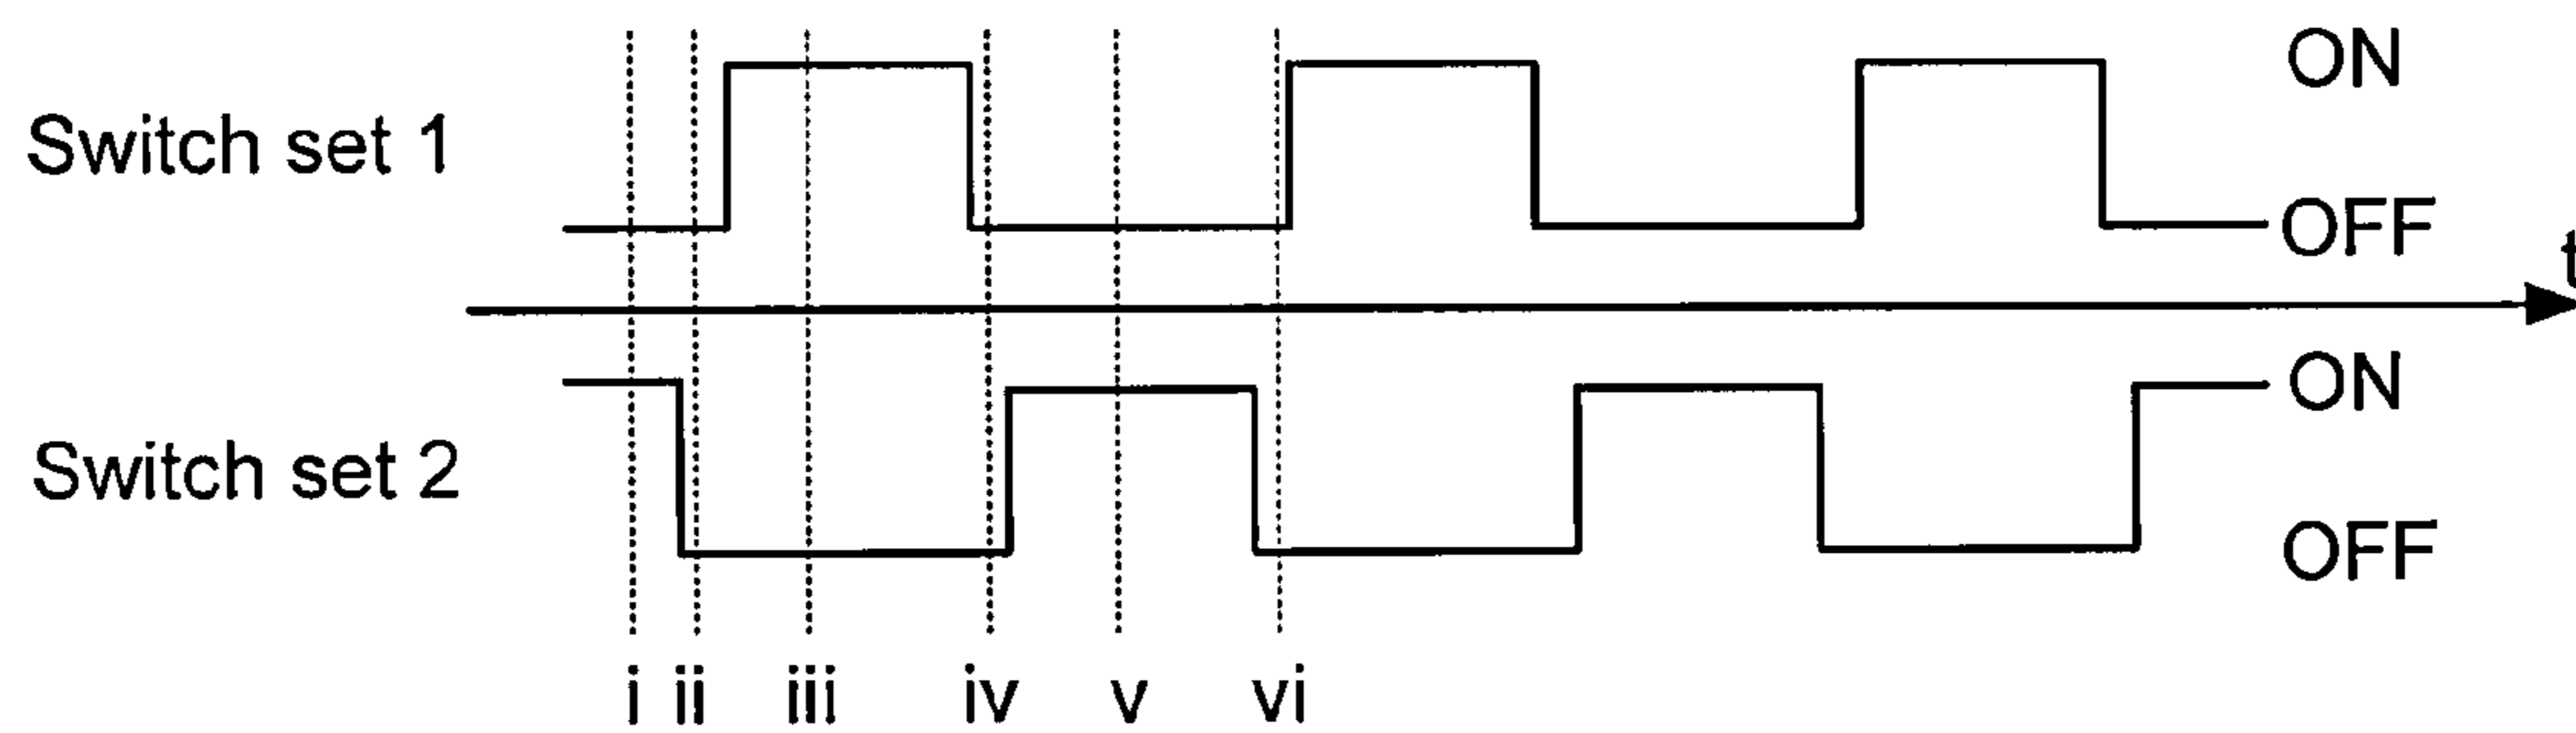 Switch set 1
ON
OFF
t
Switch set 2
ON
OFF
i ii iii iv v vi